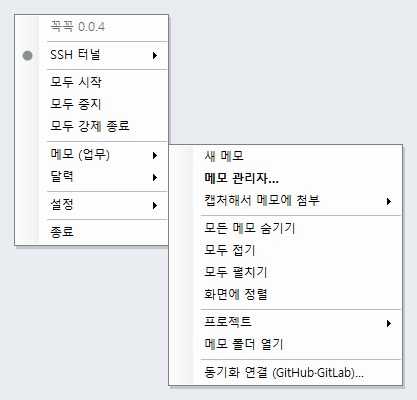 꼭꼭 0.0.4
SSH 터널
모두 시작
모두 중지
모두 강제 종료
메모 (업무)
달력
설정
종료
새 메모
메모 관리자...
캡처해서 메모에 첨부
모든 메모 숨기기
모두 접기
모두 펼치기
화면에 정렬
프로젝트
메모 폴더 열기
동기화 연결 (GitHub·GitLab)...